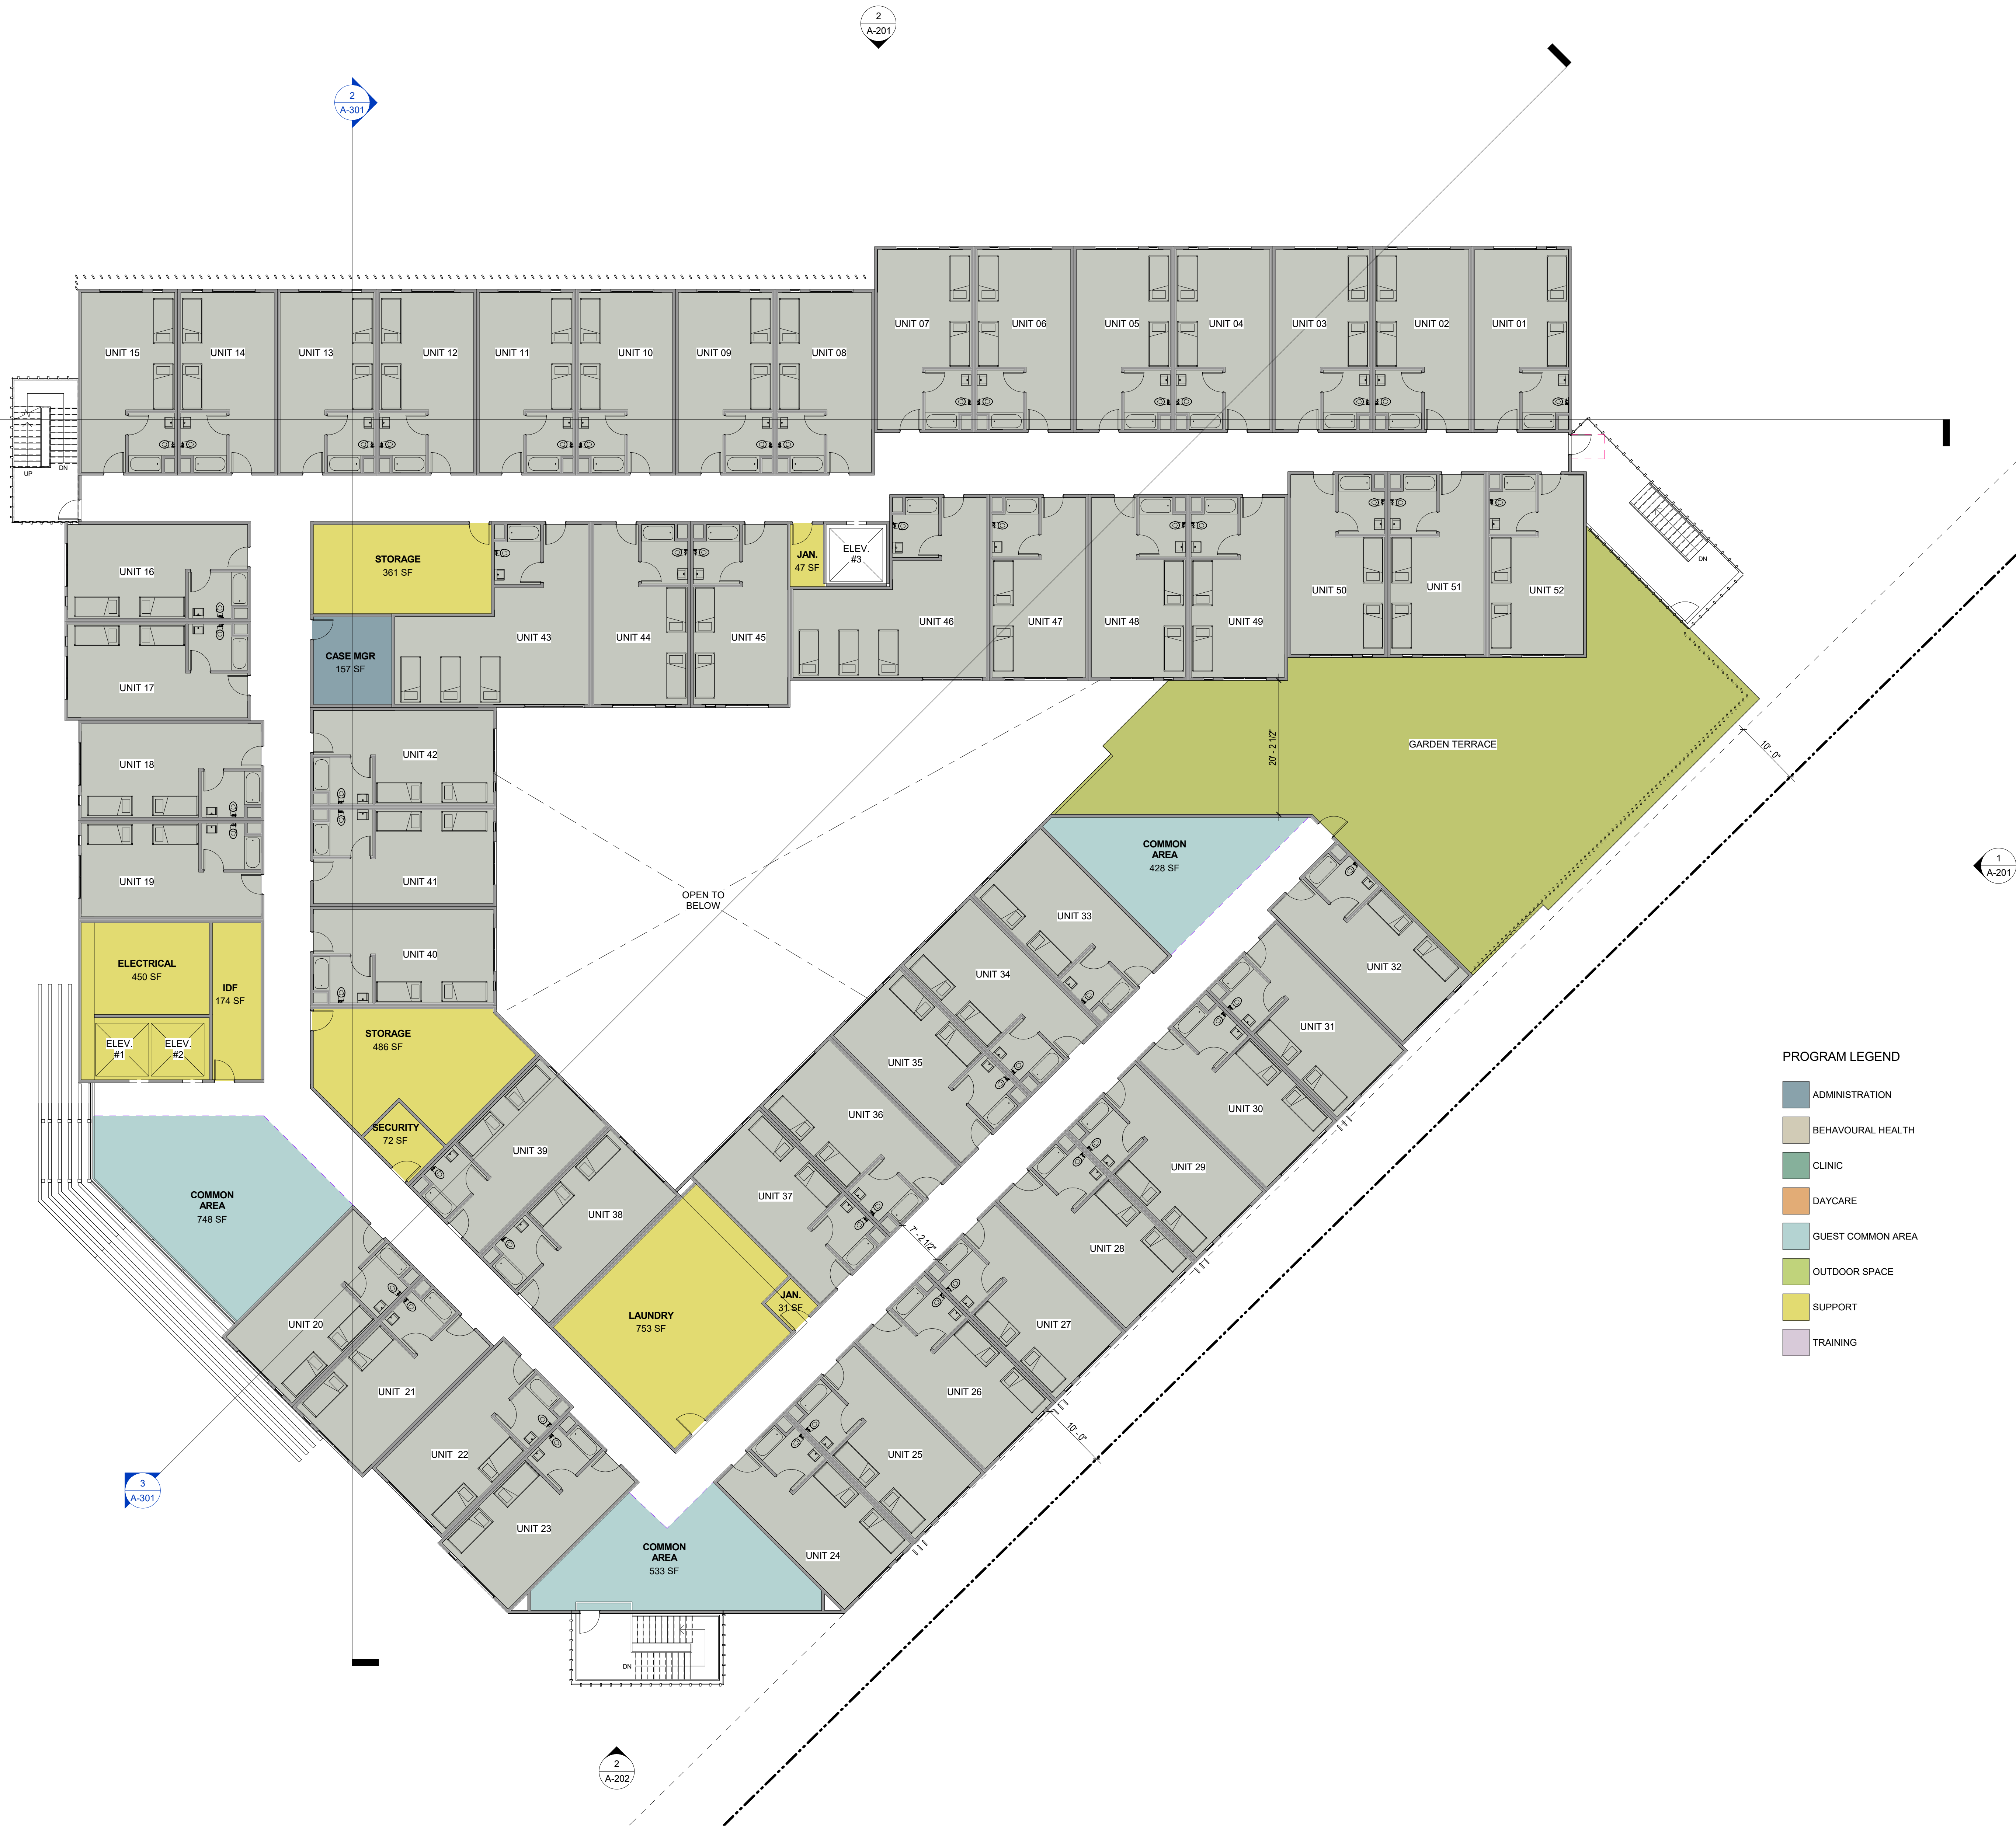 2
A-201
2
A-301
UNIT 07
UNIT 06
UNIT 05
UNIT 04
UNIT 03
UNIT 02
UNIT 01
UNIT 15
UNIT 14
UNIT 13
UNIT 12
UNIT 11
UNIT 10
UNIT 09
UNIT 08
UP
DN
STORAGE
361 SF
JAN.
47 SF
ELEV.
#3
DN
UNIT 16
UNIT 50
UNIT 51
UNIT 52
UNIT 43
UNIT 44
UNIT 45
UNIT 46
UNIT 47
UNIT 48
UNIT 49
CASE MGR
157 SF
UNIT 17
20' - 2 1/2"
GARDEN TERRACE
10' - 0"
UNIT 18
UNIT 42
UNIT 19
UNIT 41
COMMON
AREA
428 SF
1
A-201
OPEN TO
BELOW
UNIT 33
UNIT 40
UNIT 32
ELECTRICAL
450 SF
IDF
174 SF
UNIT 34
STORAGE
486 SF
UNIT 31
ELEV.
#1
ELEV.
#2
UNIT 35
PROGRAM LEGEND
ADMINISTRATION
BEHAVOURAL HEALTH
CLINIC
DAYCARE
GUEST COMMON AREA
OUTDOOR SPACE
SUPPORT
TRAINING
UNIT 36
UNIT 30
SECURITY
72 SF
UNIT 39
UNIT 29
COMMON
AREA
748 SF
UNIT 37
UNIT 38
7' - 2 1/2"
UNIT 28
JAN.
31 SF
LAUNDRY
753 SF
UNIT 20
UNIT 27
UNIT 21
UNIT 26
10' - 0"
UNIT 22
UNIT 25
3
A-301
UNIT 23
COMMON
AREA
533 SF
UNIT 24
DN
2
A-202